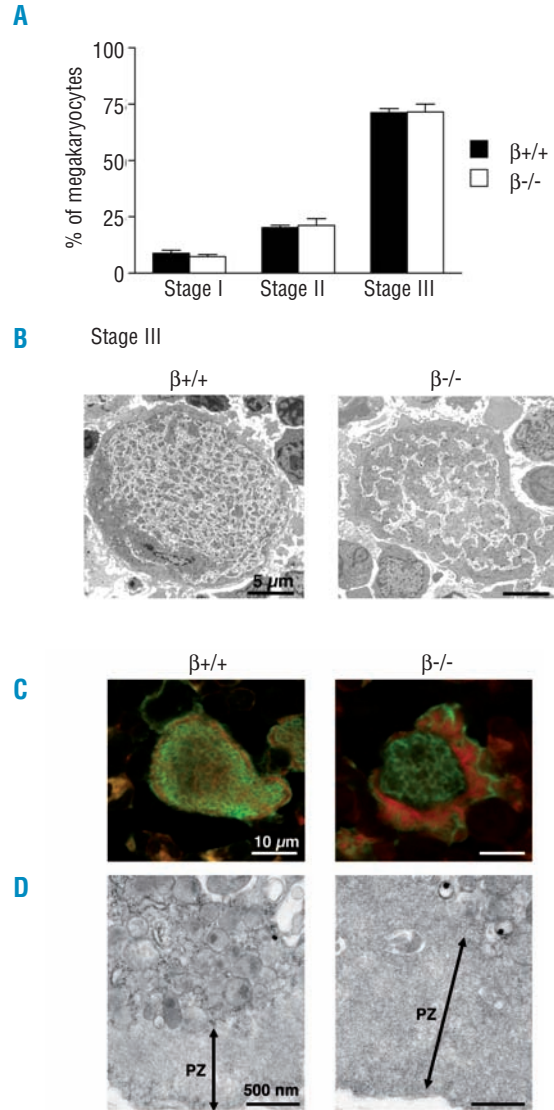 A
100
75
50
25
0
% of megakaryocytes
Stage I Stage II Stage III
β+/+
β-/-
B Stage III
β+/+ β-/-
5 µm
β+/+ β-/-
C
10 µm
D
PZ PZ
500 nm